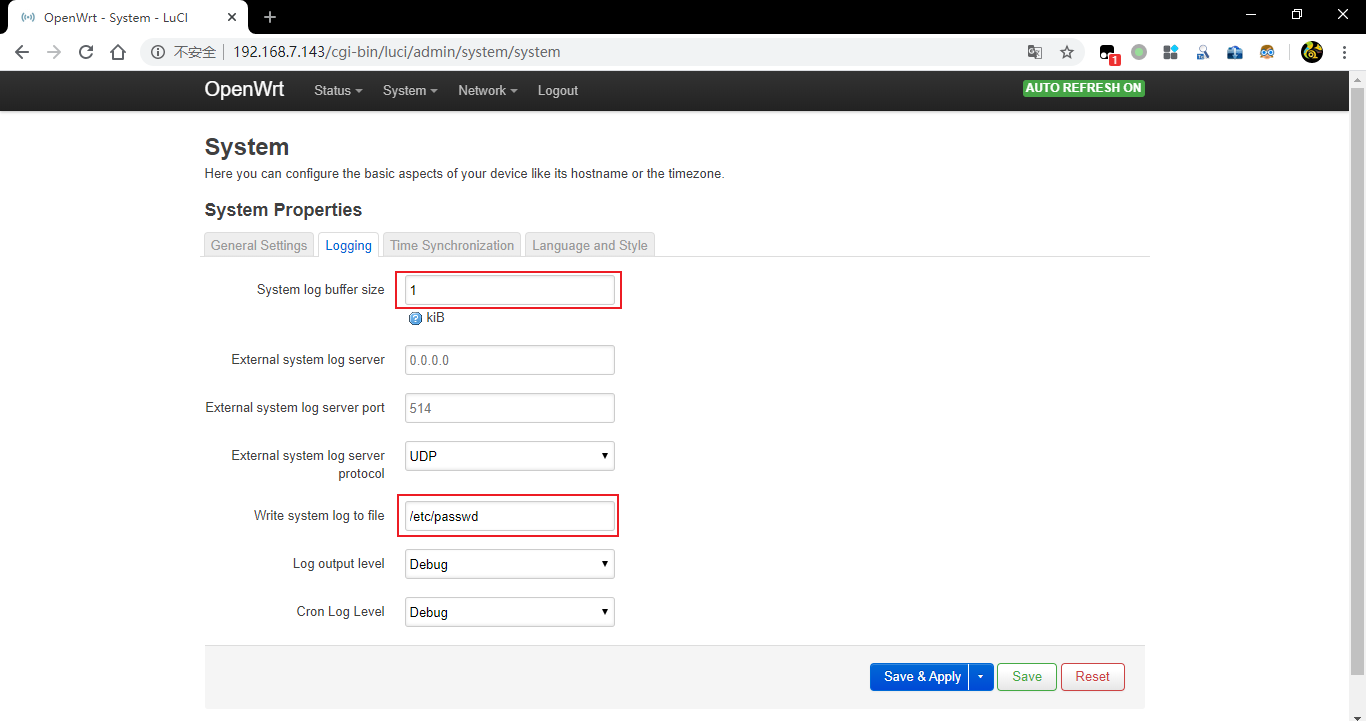 OpenWrt - System - LuCI
不安全 192.168.7.143/cgi-bin/luci/admin/system/system
1
OpenWrt Status System Network Logout AUTO REFRESH ON
System
Here you can configure the basic aspects of your device like its hostname or the timezone.
System Properties
General Settings Logging Time Synchronization Language and Style
System log buffer size 1
kiB
External system log server 0.0.0.0
External system log server port 514
External system log server protocol UDP
Write system log to file /etc/passwd
Log output level Debug
Cron Log Level Debug
Save & Apply Save Reset